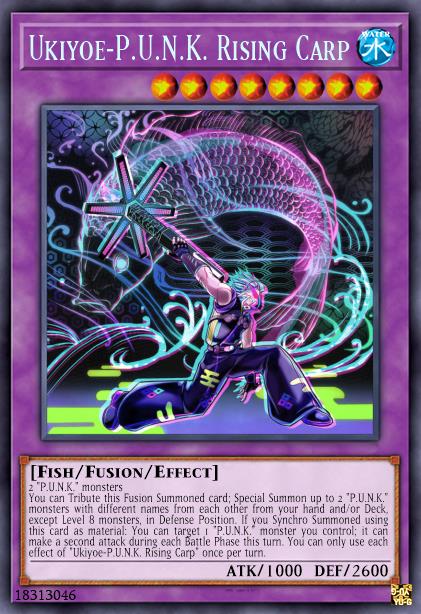 UKIYOE-P.U.N.K. RISING CARP
WATER
水
[FISH/FUSION/EFFECT]
2 "P.U.N.K." monsters
You can Tribute this Fusion Summoned card; Special Summon up to 2 "P.U.N.K."
monsters with different names from each other from your hand and/or Deck,
except Level 8 monsters, in Defense Position. If you Synchro Summoned using
this card as material: You can target 1 "P.U.N.K." monster you control; it can
make a second attack during each Battle Phase this turn. You can only use each
effect of "Ukiyoe-P.U.N.K. Rising Carp" once per turn.
ATK/1000 DEF/2600
18313046